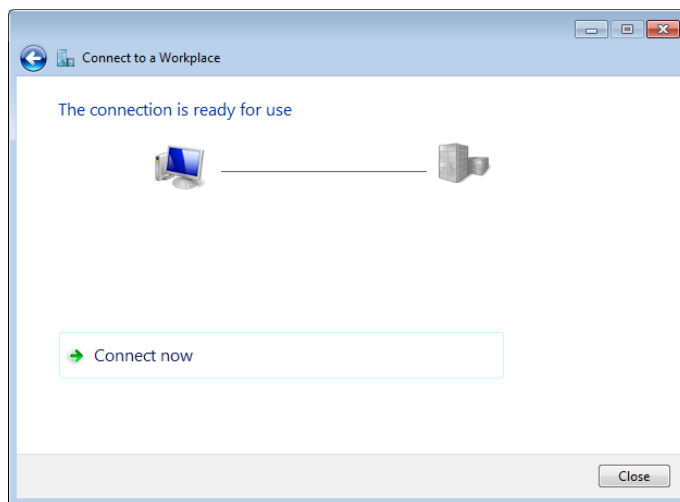 Connect to a Workplace
The connection is ready for use
Connect now
Close